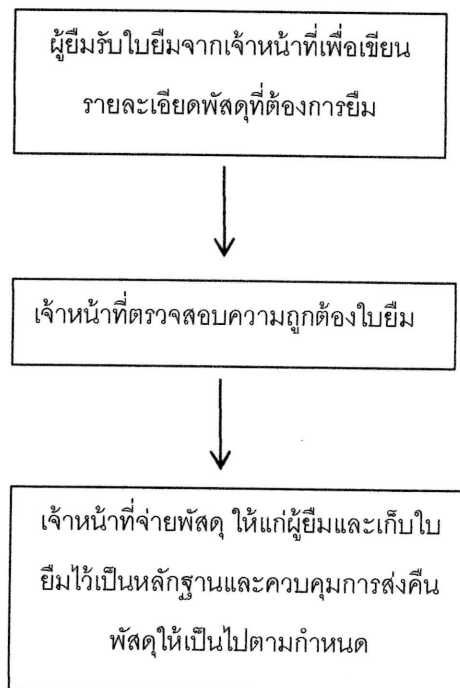 ผู้ยืมรับใบยืมจากเจ้าหน้าที่เพื่อเขียน
รายละเอียดพัสดุที่ต้องการยืม
เจ้าหน้าที่ตรวจสอบความถูกต้องใบยืม
เจ้าหน้าที่จ่ายพัสดุ ให้แก่ผู้ยืมและเก็บใบ
ยืมไว้เป็นหลักฐานและควบคุมการส่งคืน
พัสดุให้เป็นไปตามกำหนด